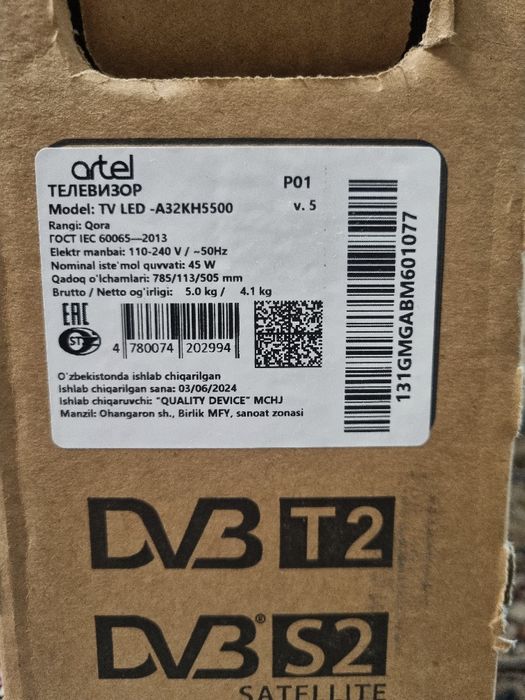 artel
ТЕЛЕВИЗОР
P01
Model: TV LED -A32KH5500
v. 5
Rangi: Qora
ГОСТ IEC 60065—2013
Elektr manbai: 110-240 V / ~50Hz
Nominal iste`mol quvvati: 45 W
Qadoq o'lchamlari: 785/113/505 mm
Brutto / Netto og'irligi: 5.0 kg / 4.1 kg
EAC
ST
4 780074 202994
131GMGABM601077
O'zbekistonda ishlab chiqarilgan
Ishlab chiqarilgan sana: 03/06/2024
Ishlab chiqaruvchi: "QUALITY DEVICE" MCHJ
Manzil: Ohangaron sh., Birlik MFY, sanoat zonasi
DVB T2
DVB® S2
SATELLITE